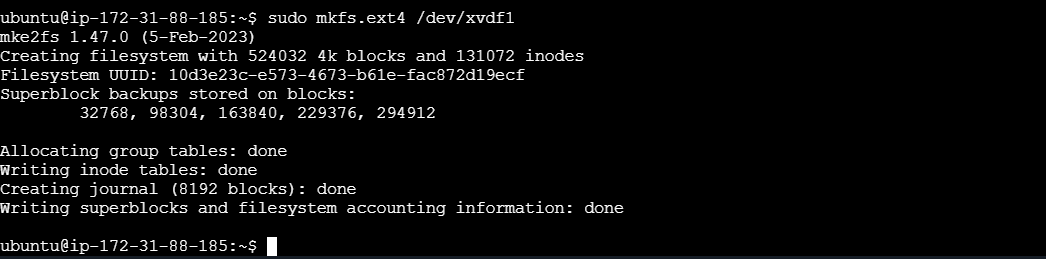 ubuntu@ip-172-31-88-185:~$ sudo mkfs.ext4 /dev/xvdf1
mke2fs 1.47.0 (5-Feb-2023)
Creating filesystem with 524032 4k blocks and 131072 inodes
Filesystem UUID: 10d3e23c-e573-4673-b61e-fac872d19ecf
Superblock backups stored on blocks:
        32768, 98304, 163840, 229376, 294912

Allocating group tables: done
Writing inode tables: done
Creating journal (8192 blocks): done
Writing superblocks and filesystem accounting information: done

ubuntu@ip-172-31-88-185:~$